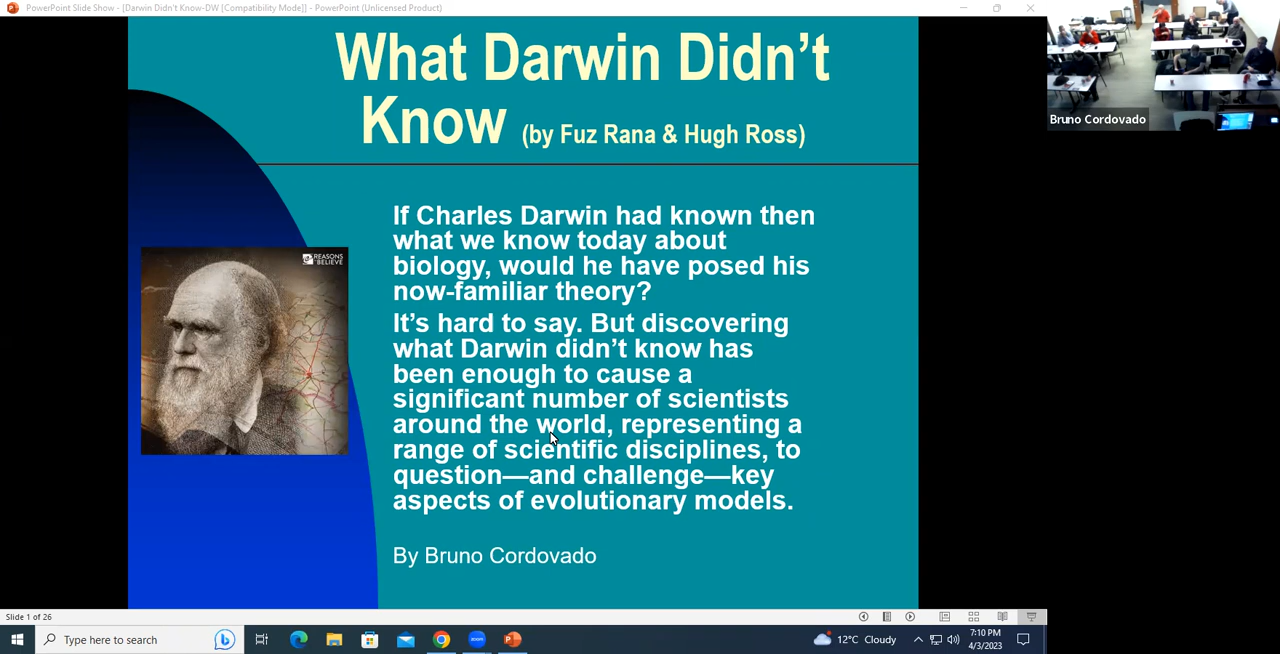 PowerPoint Slide Show - [Darwin Didn't Know-DW [Compatibility Mode]] - PowerPoint (Unlicensed Product)
What Darwin Didn’t
Know (by Fuz Rana & Hugh Ross)
REASONS
TO BELIEVE
If Charles Darwin had known then
what we know today about
biology, would he have posed his
now-familiar theory?
It’s hard to say. But discovering
what Darwin didn’t know has
been enough to cause a
significant number of scientists
around the world, representing a
range of scientific disciplines, to
question—and challenge—key
aspects of evolutionary models.
By Bruno Cordovado
Bruno Cordovado
Slide 1 of 26
Type here to search
zoom
12°C Cloudy
7:10 PM
4/3/2023